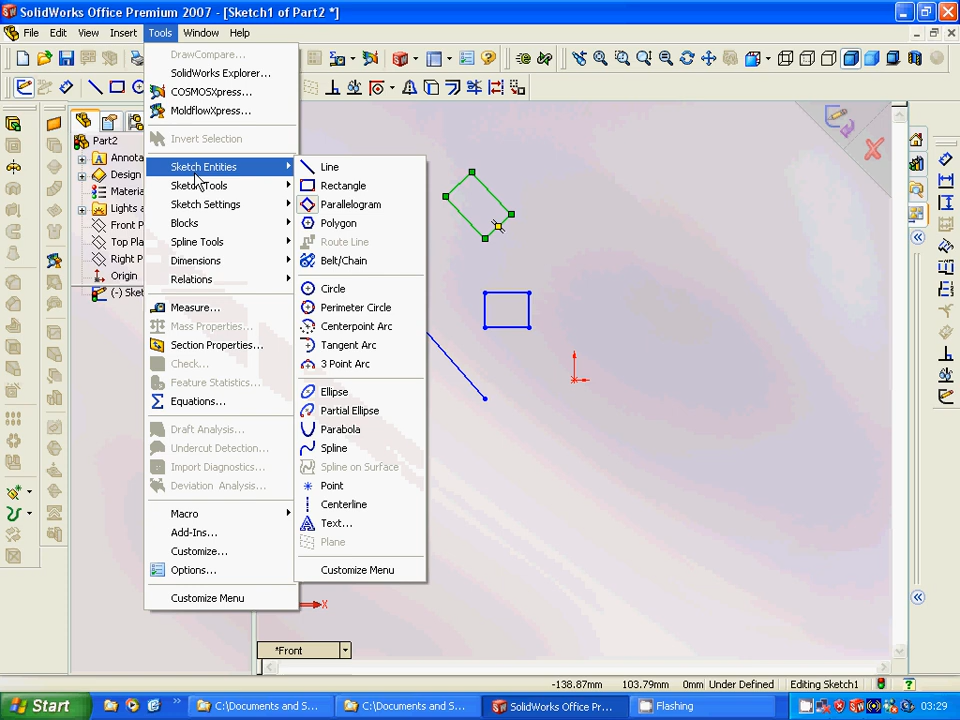 SolidWorks Office Premium 2007 - [Sketch1 of Part2 *]
File Edit View Insert Tools Window Help
DrawCompare...
SolidWorks Explorer...
COSMOSXpress...
MoldflowXpress...
Invert Selection
Sketch Entities
Sketch Tools
Sketch Settings
Blocks
Spline Tools
Dimensions
Relations
Measure...
Mass Properties...
Section Properties...
Check...
Feature Statistics...
Equations...
Draft Analysis...
Undercut Detection...
Import Diagnostics...
Deviation Analysis...
Macro
Add-Ins...
Customize...
Options...
Customize Menu
Line
Rectangle
Parallelogram
Polygon
Route Line
Belt/Chain
Circle
Perimeter Circle
Centerpoint Arc
Tangent Arc
3 Point Arc
Ellipse
Partial Ellipse
Parabola
Spline
Spline on Surface
Point
Centerline
Text...
Plane
Customize Menu
Part2
Annota
Design
Materia
Lights a
Front P
Top Pla
Right P
Origin
(-) Sket
X
*Front
-138.87mm 103.79mm 0mm Under Defined Editing Sketch1
Start C:\Documents and S... C:\Documents and S... SolidWorks Office Pr... Flashing 03:29